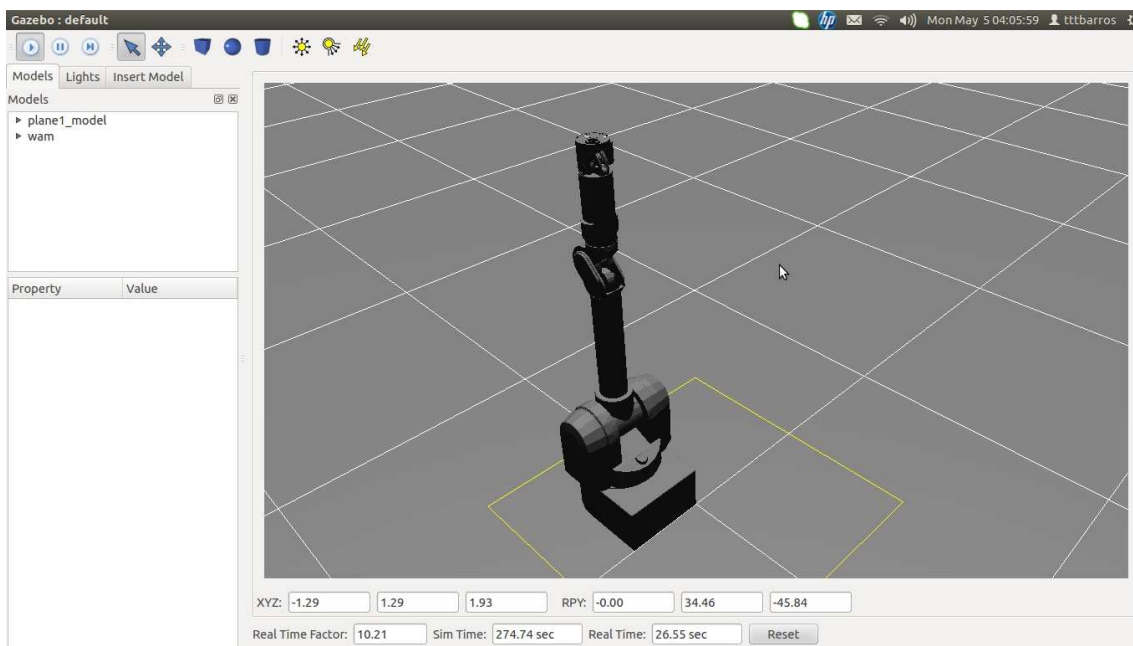 Gazebo : default
hp
Mon May 5 04:05:59
tttbarros
Models Lights Insert Model
Models
plane1_model
wam
Property Value
XYZ: -1.29 1.29 1.93 RPY: -0.00 34.46 -45.84
Real Time Factor: 10.21 Sim Time: 274.74 sec Real Time: 26.55 sec Reset